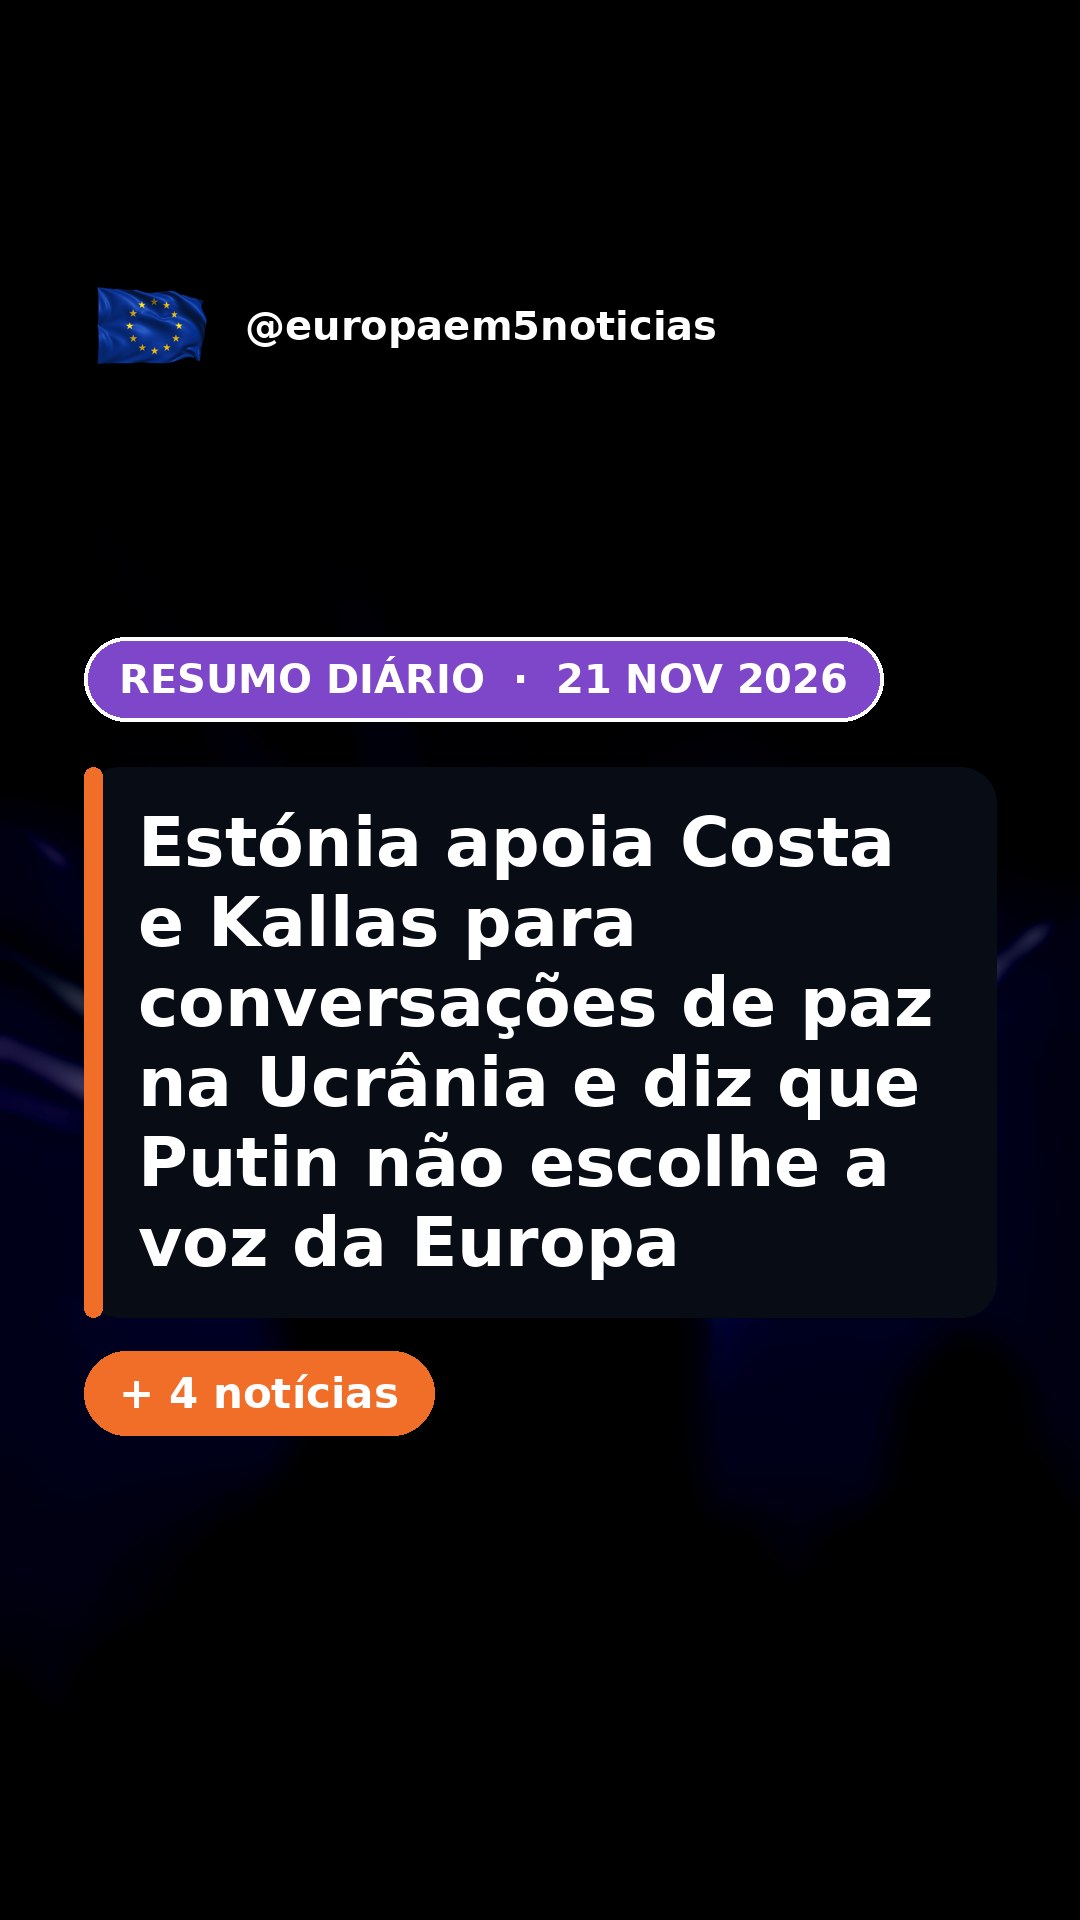 @europaem5noticias
RESUMO DIÁRIO · 21 NOV 2026
Estónia apoia Costa
e Kallas para
conversações de paz
na Ucrânia e diz que
Putin não escolhe a
voz da Europa
+ 4 notícias